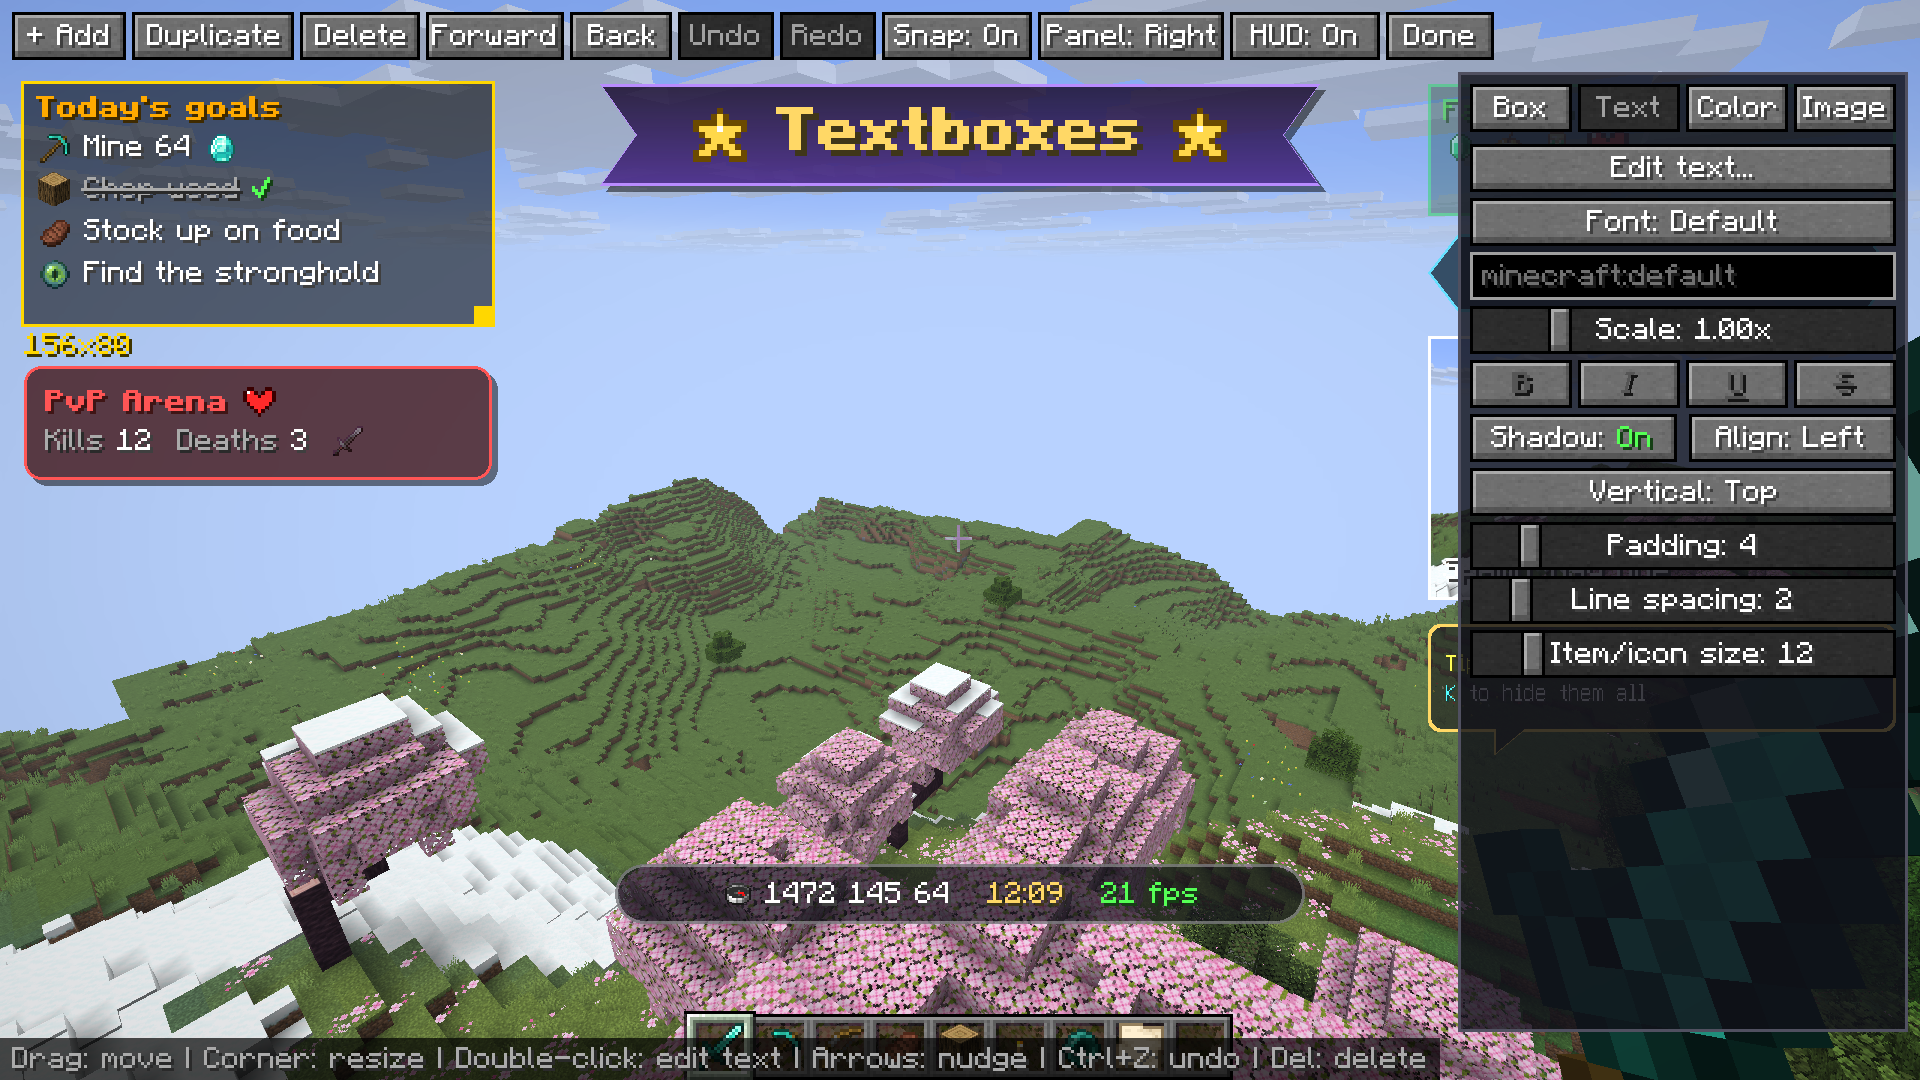 + Add Duplicate Delete Forward Back Undo Redo Snap: On Panel: Right HUD: On Done
Today's goals
Mine 64
Chop wood ✓
Stock up on food
Find the stronghold
156x80
PvP Arena
Kills 12 Deaths 3
★ Textboxes ★
Box Text Color Image
Edit text...
Font: Default
minecraft:default
Scale: 1.00x
B I U S
Shadow: On Align: Left
Vertical: Top
Padding: 4
Line spacing: 2
Item/icon size: 12
K to hide them all
1472 145 64 12:09 21 fps
Drag: move | Corner: resize | Double-click: edit text | Arrows: nudge | Ctrl+Z: undo | Del: delete